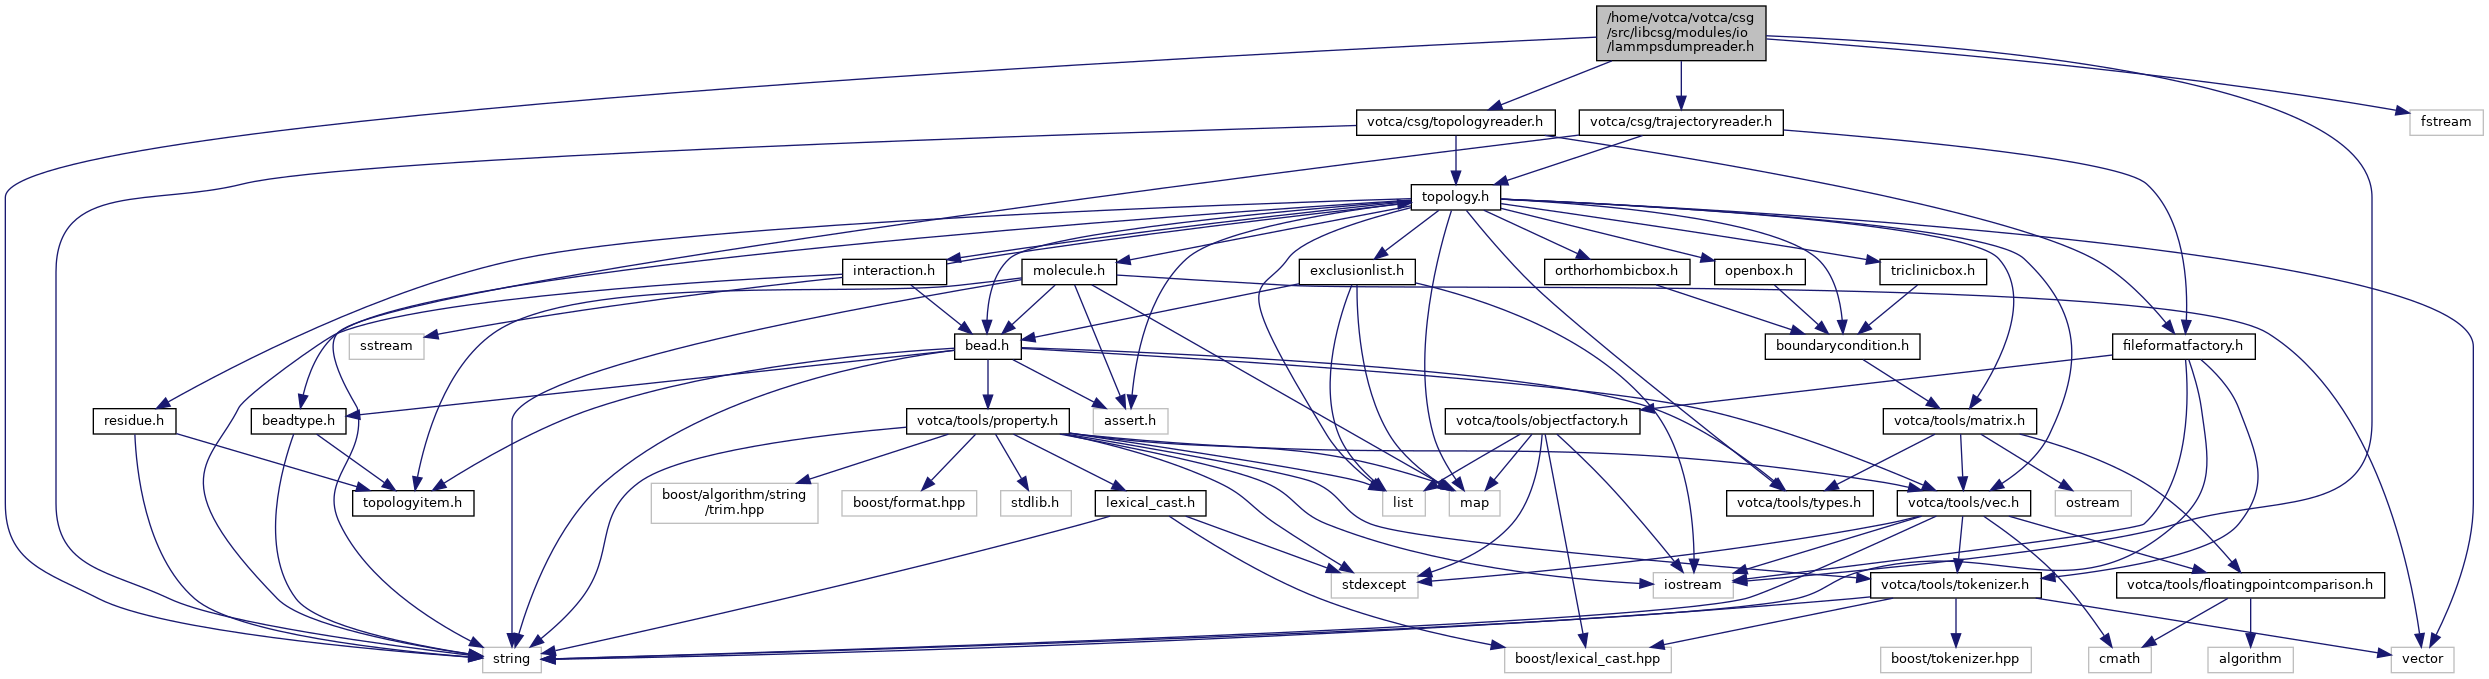 /home/votca/votca/csg
/src/libcsg/modules/io
/lammpsdumpreader.h
votca/csg/topologyreader.h
votca/csg/trajectoryreader.h
fstream
topology.h
interaction.h
molecule.h
exclusionlist.h
orthorhombicbox.h
openbox.h
triclinicbox.h
sstream
bead.h
boundarycondition.h
fileformatfactory.h
residue.h
beadtype.h
votca/tools/property.h
assert.h
votca/tools/objectfactory.h
votca/tools/matrix.h
topologyitem.h
boost/algorithm/string
/trim.hpp
boost/format.hpp
stdlib.h
lexical_cast.h
list
map
votca/tools/types.h
votca/tools/vec.h
ostream
stdexcept
iostream
votca/tools/tokenizer.h
votca/tools/floatingpointcomparison.h
string
boost/lexical_cast.hpp
boost/tokenizer.hpp
cmath
algorithm
vector